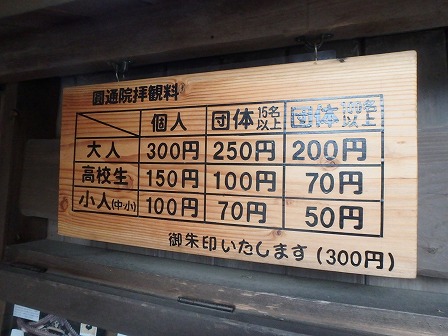 圓通院拝観料
個人 団体15名以上 団体100名以上
大人 300円 250円 200円
高校生 150円 100円 70円
小人(中・小) 100円 70円 50円
御朱印いたします(300円)